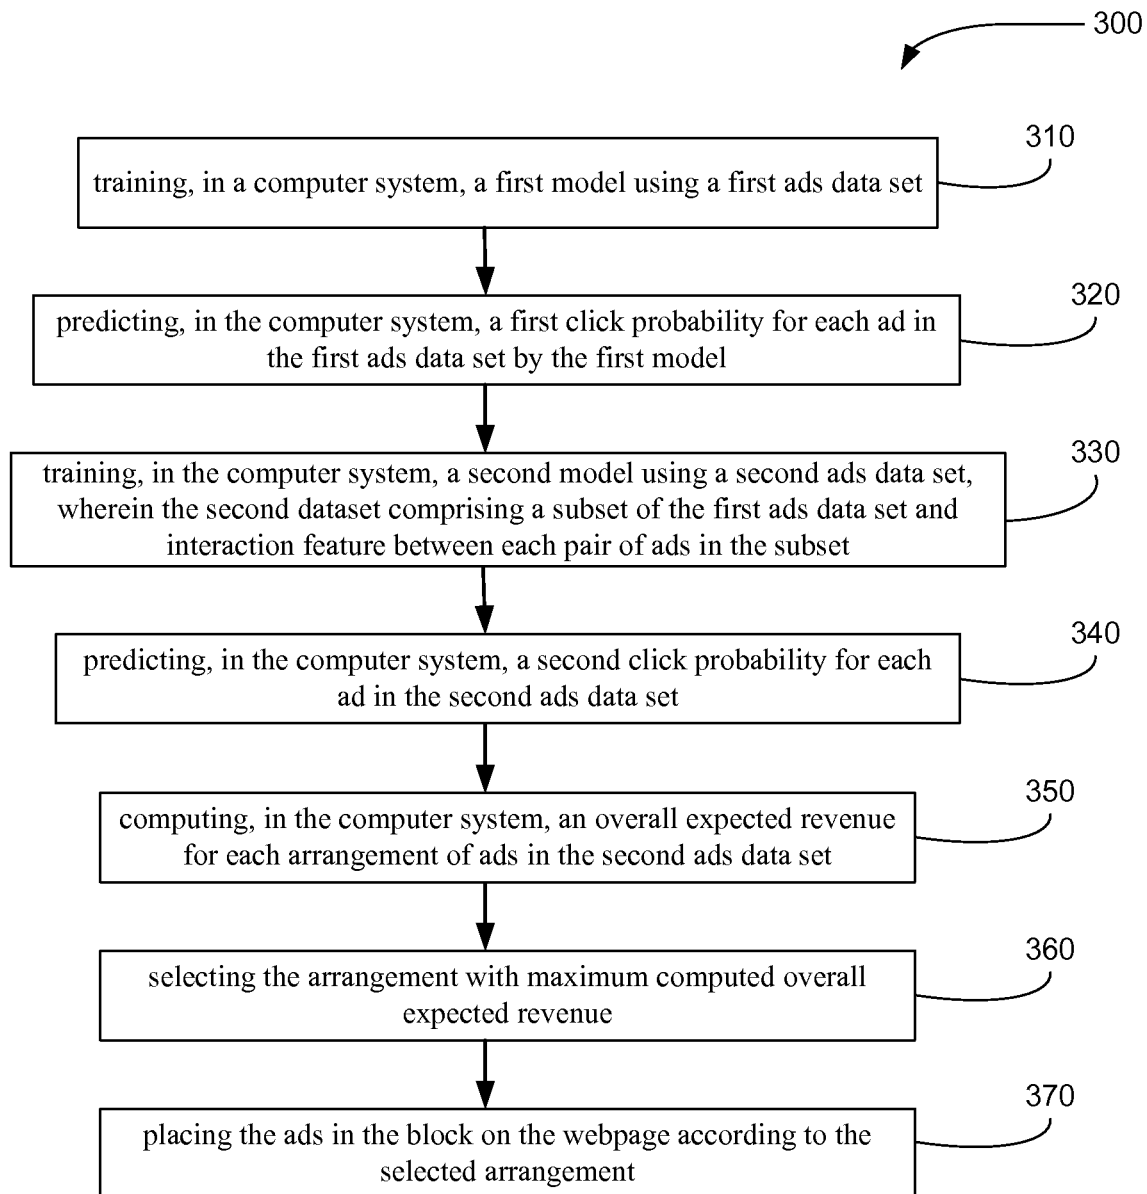 300
310
training, in a computer system, a first model using a first ads data set
320
predicting, in the computer system, a first click probability for each ad in
the first ads data set by the first model
330
training, in the computer system, a second model using a second ads data set,
wherein the second dataset comprising a subset of the first ads data set and
interaction feature between each pair of ads in the subset
340
predicting, in the computer system, a second click probability for each
ad in the second ads data set
350
computing, in the computer system, an overall expected revenue
for each arrangement of ads in the second ads data set
360
selecting the arrangement with maximum computed overall
expected revenue
370
placing the ads in the block on the webpage according to the
selected arrangement